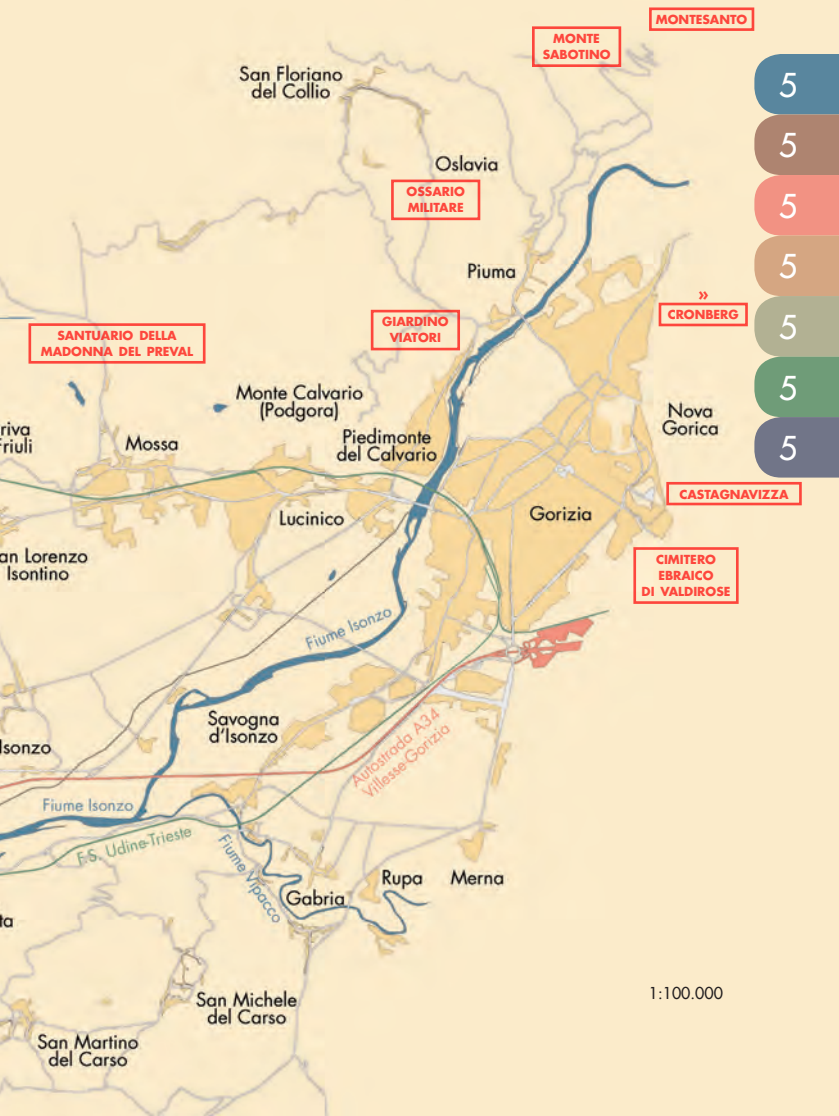 MONTESANTO
MONTE
SABOTINO
San Floriano
del Collio
5
5
Oslavia
OSSARIO
MILITARE
5
Piuma
5
»
CRONBERG
GIARDINO
VIATORI
SANTUARIO DELLA
MADONNA DEL PREVAL
5
5
Monte Calvario
(Podgora)
Nova
Gorica
riva
Friuli
Mossa
Piedimonte
del Calvario
5
CASTAGNAVIZZA
Lucinico
Gorizia
an Lorenzo
Isontino
CIMITERO
EBRAICO
DI VALDIROSE
Fiume Isonzo
Savogna
d'Isonzo
Isonzo
Autostrada A34
Villesse-Gorizia
Fiume Isonzo
F.S. Udine-Trieste
Fiume Vipacco
Rupa
Merna
Gabria
ta
San Michele
del Carso
1:100.000
San Martino
del Carso